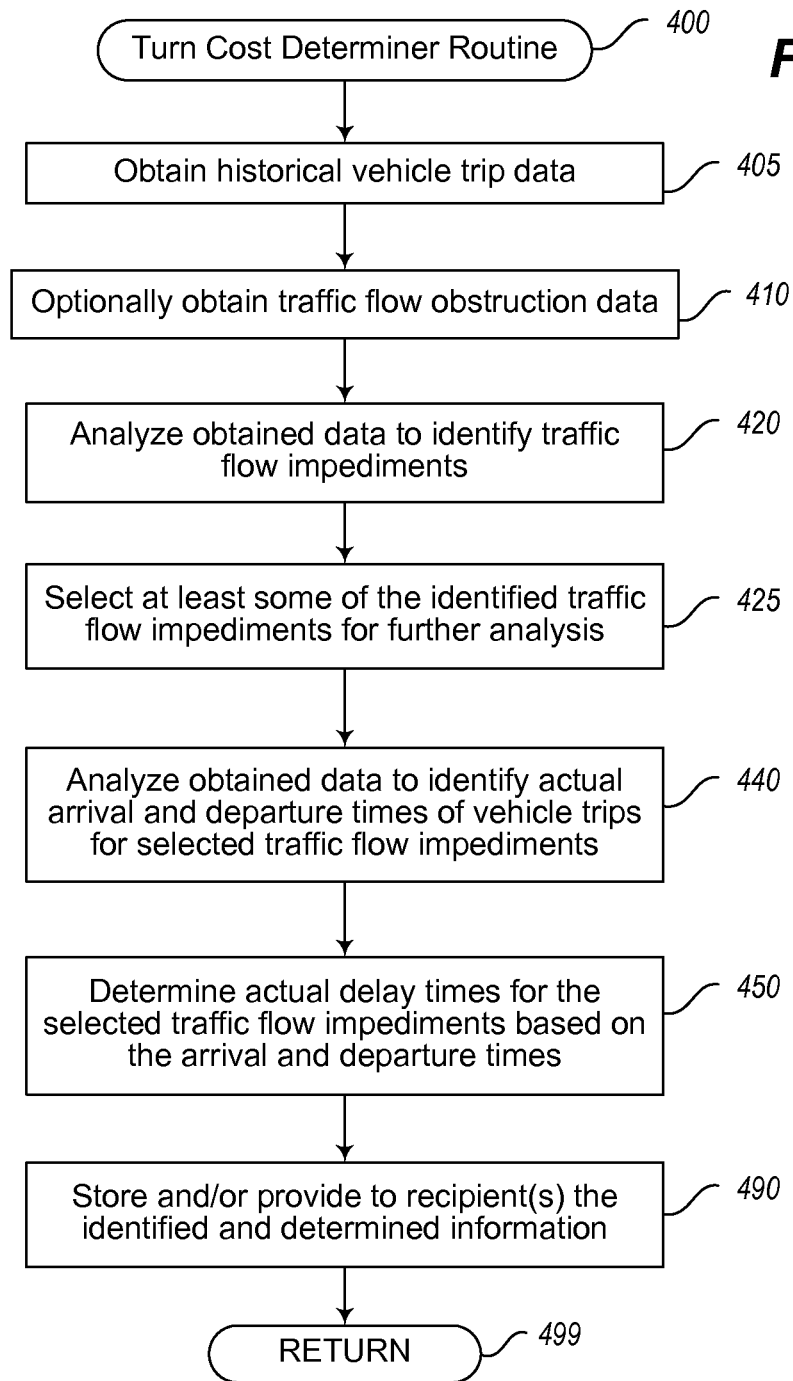 Turn Cost Determiner Routine
400
F
Obtain historical vehicle trip data
405
Optionally obtain traffic flow obstruction data
410
Analyze obtained data to identify traffic
flow impediments
420
Select at least some of the identified traffic
flow impediments for further analysis
425
Analyze obtained data to identify actual
arrival and departure times of vehicle trips
for selected traffic flow impediments
440
Determine actual delay times for the
selected traffic flow impediments based on
the arrival and departure times
450
Store and/or provide to recipient(s) the
identified and determined information
490
RETURN
499